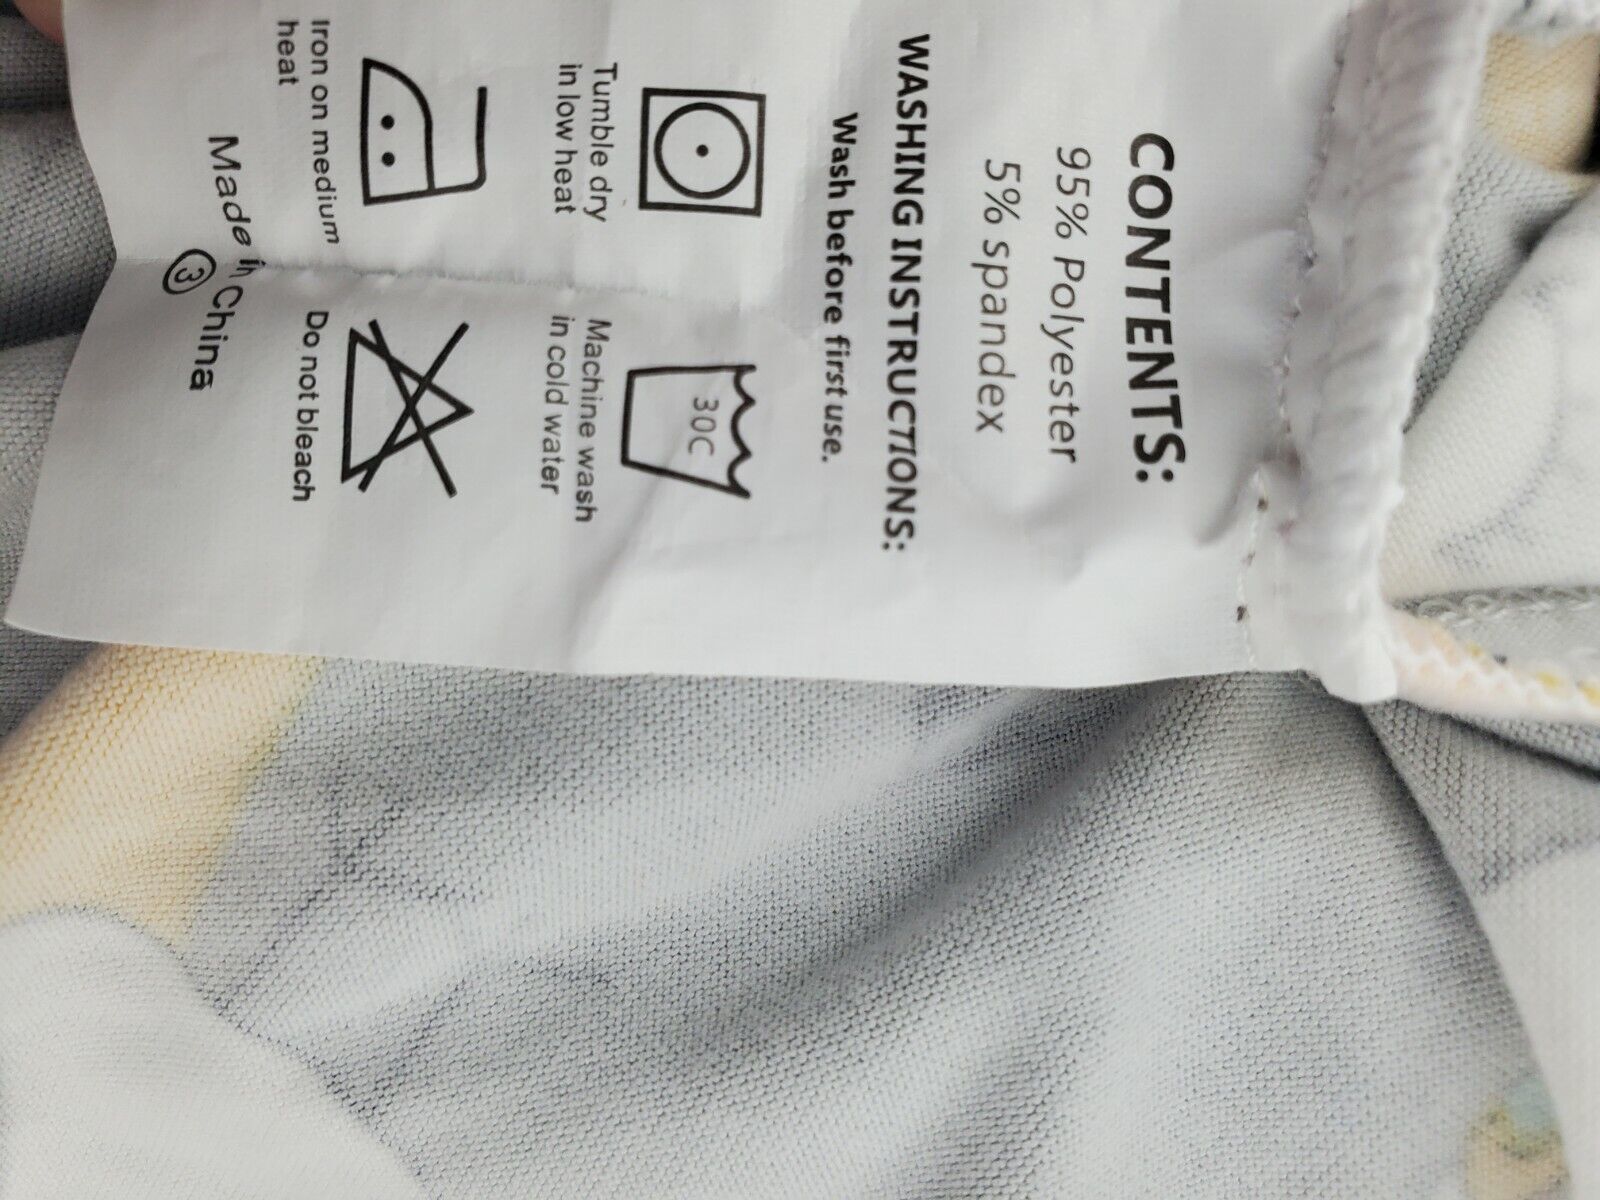 CONTENTS:
95% Polyester
5% spandex
WASHING INSTRUCTIONS:
Wash before first use.
30C
Tumble dry
in low heat
Machine wash
in cold water
Iron on medium
heat
Do not bleach
Made in China
3